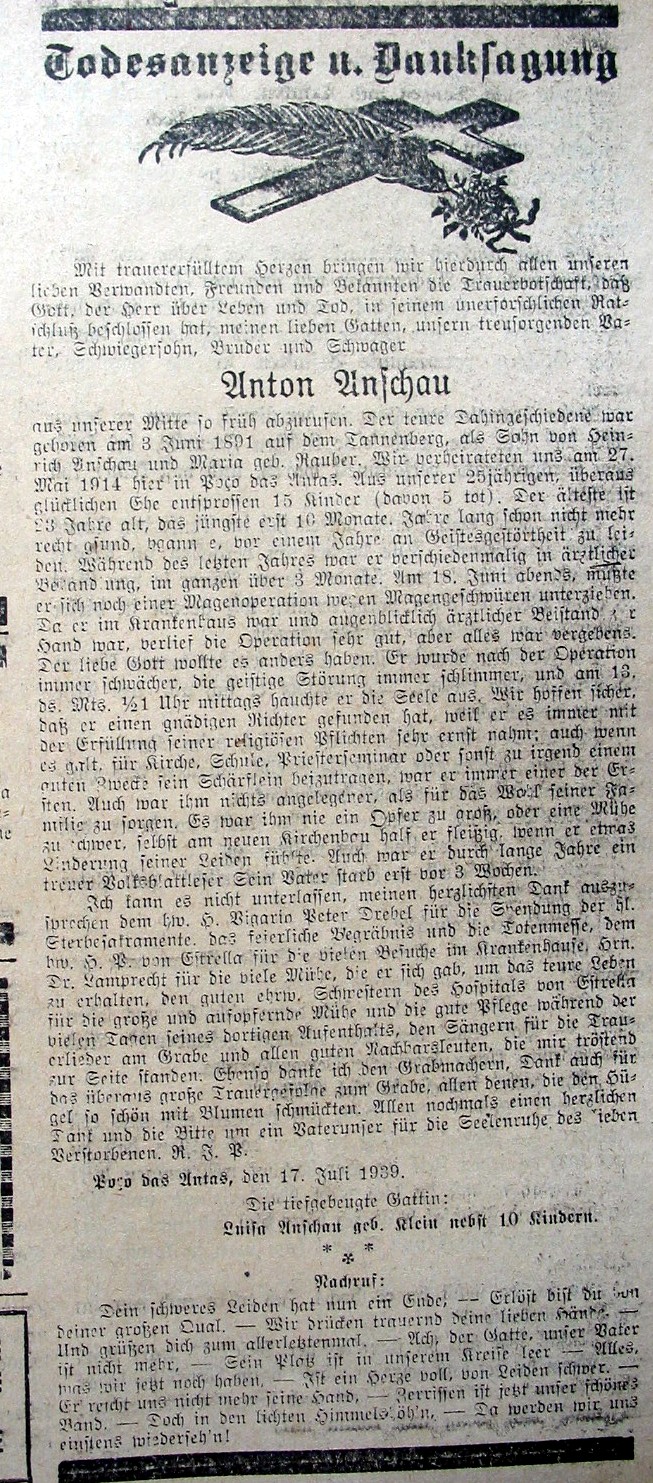 Todesanzeige u. Danksagung
Mit trauererfülltem Herzen bringen wir hierdurch allen unseren
lieben Verwandten, Freunden und Bekannten die Trauerbotschaft, daß
Gott, der Herr über Leben und Tod, in seinem unerforschlichen Rat-
schluß beschlossen hat, meinen lieben Gatten, unsern treusorgenden Va-
ter, Schwiegersohn, Bruder und Schwager
Anton Anschau
aus unserer Mitte so früh abzurufen. Der teure Dahingeschiedene war
geboren am 3 Juni 1891 auf dem Tannenberg, als Sohn von Hein-
rich Anschau und Maria geb. Rauber. Wir verheirateten uns am 27.
Mai 1914 hier in Poço das Antas. Aus unserer 25jährigen, überaus
glücklichen Ehe entsprossen 15 Kinder (davon 5 tot). Der älteste ist
23 Jahre alt, das jüngste erst 10 Monate. Jahre lang schon nicht mehr
recht gsund, vor einem Jahre an Geistesgestörtheit zu lei-
den. Während des letzten Jahres war er verschiedenmalig in ärztlicher
im ganzen über 3 Monate. Am 18. Juni abends, mußte
er sich noch einer Magenoperation wegen Magengeschwüren unterziehen.
Da er im Krankenhaus war und augenblicklich ärztlicher Beistand
Hand war, verlief die Operation sehr gut, aber alles war vergebens.
Der liebe Gott wollte es anders haben. Er wurde nach der Operation
immer schwächer, die geistige Störung immer schlimmer, und am 13.
ds. Mts. ½1 Uhr mittags hauchte er die Seele aus. Wir hoffen sicher,
daß er einen gnädigen Richter gefunden hat, weil er es immer mit
der Erfüllung seiner religiösen Pflichten sehr ernst nahm; auch wenn
es galt, für Kirche, Schule, Priesterseminar oder sonst zu irgend einem
guten Zwecke sein Schärflein beizutragen, war er immer einer der Er-
sten. Auch war ihm nichts angelegener, als für das Wohl seiner Fa-
milie zu sorgen. Es war ihm nie ein Opfer zu groß, oder eine Mühe
zu schwer, selbst am neuen Kirchenbau half er fleißig, wenn er etwas
Linderung seiner Leiden fühlte. Auch war er durch lange Jahre ein
treuer Volksblattleser Sein Vater starb erst vor 3 Wochen.
Ich kann es nicht unterlassen, meinen herzlichsten Dank auszu-
sprechen dem hw. H. Vigario Peter Drebel für die Spendung der hl.
Sterbesakramente. das feierliche Begräbnis und die Totenmesse, dem
hw. H. P. von Estrella für die vielen Besuche im Krankenhause, Hrn.
Dr. Lamprecht für die viele Mühe, die er sich gab, um das teure Leben
zu erhalten, den guten ehrw. Schwestern des Hospitals von Estrella
für die große und aufopfernde Mühe und die gute Pflege während der
vielen Tagen seines dortigen Aufenthalts, den Sängern für die Trau-
erlieder am Grabe und allen guten Nachbarsleuten, die mir tröstend
zur Seite standen. Ebenso danke ich den Grabmachern, Dank auch für
das überaus große Trauergefolge zum Grabe, allen denen, die den Hü-
gel so schön mit Blumen schmückten. Allen nochmals einen herzlichen
Dank und die Bitte um ein Vaterunser für die Seelenruhe des lieben
Verstorbenen. R. J. P.
Poço das Antas, den 17. Juli 1939.
Die tiefgebeugte Gattin:
Luisa Anschau geb. Klein nebst 10 Kindern.
* * *
Nachruf:
Dein schweres Leiden hat nun ein Ende, — Erlöst bist du von
deiner großen Qual. — Wir drücken trauernd deine lieben Hände. —
Und grüßen dich zum allerletztenmal. — Ach, der Gatte, unser Vater
ist nicht mehr, — Sein Platz ist in unserem Kreise leer — Alles,
was wir jetzt noch haben, — Ist ein Herze voll, von Leiden schwer. —
Er reicht uns nicht mehr seine Hand, — Zerrissen ist jetzt unser schönes
Band. — Doch in den lichten Himmelshöh'n, — Da werden wir uns
einstens wiederseh'n!